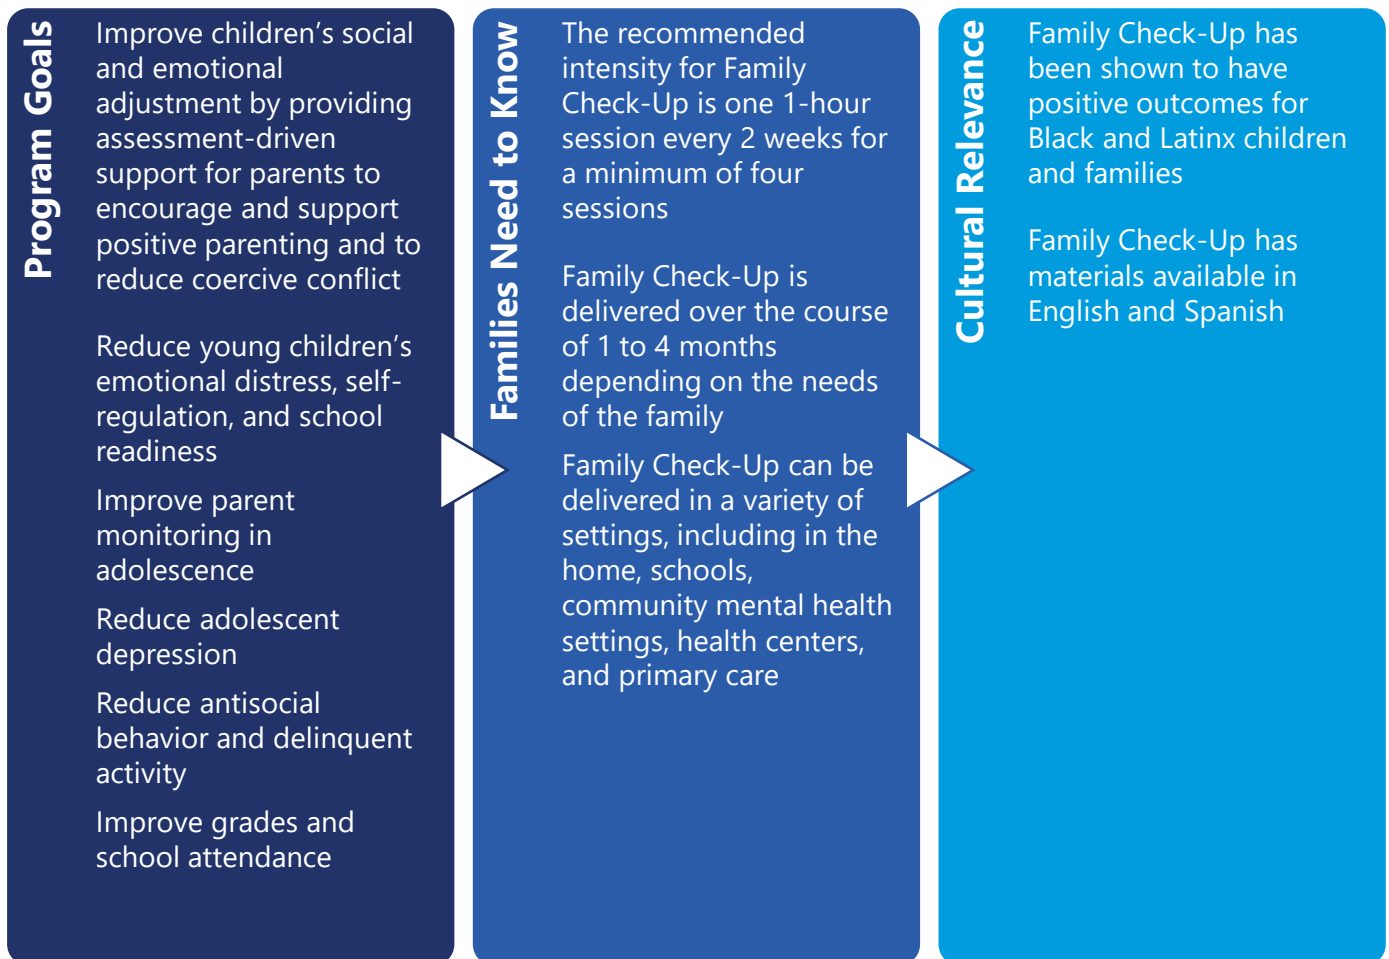 Program Goals
Improve children’s social
and emotional
adjustment by providing
assessment-driven
support for parents to
encourage and support
positive parenting and to
reduce coercive conflict
Reduce young children’s
emotional distress, self-
regulation, and school
readiness
Improve parent
monitoring in
adolescence
Reduce adolescent
depression
Reduce antisocial
behavior and delinquent
activity
Improve grades and
school attendance
Families Need to Know
The recommended
intensity for Family
Check-Up is one 1-hour
session every 2 weeks for
a minimum of four
sessions
Family Check-Up is
delivered over the course
of 1 to 4 months
depending on the needs
of the family
Family Check-Up can be
delivered in a variety of
settings, including in the
home, schools,
community mental health
settings, health centers,
and primary care
Cultural Relevance
Family Check-Up has
been shown to have
positive outcomes for
Black and Latinx children
and families
Family Check-Up has
materials available in
English and Spanish